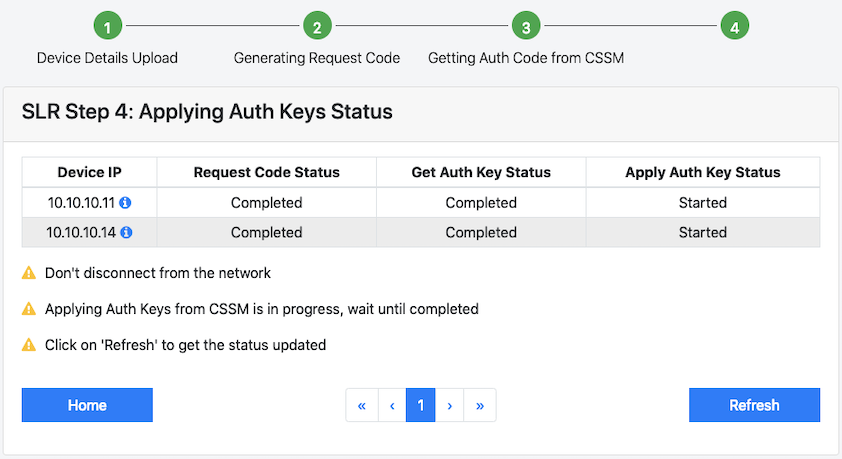 1 2 3 4
Device Details Upload Generating Request Code Getting Auth Code from CSSM
SLR Step 4: Applying Auth Keys Status
Device IP Request Code Status Get Auth Key Status Apply Auth Key Status
10.10.10.11 Completed Completed Started
10.10.10.14 Completed Completed Started
Don't disconnect from the network
Applying Auth Keys from CSSM is in progress, wait until completed
Click on 'Refresh' to get the status updated
Home « ‹ 1 › » Refresh